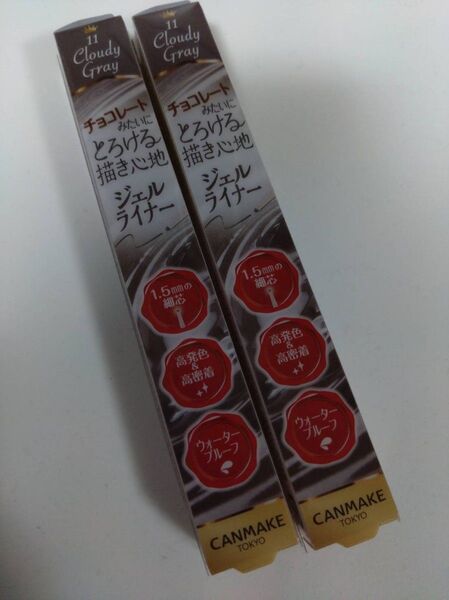 11
Cloudy
Gray
チョコレート
みたいに
とろける
描き心地
ジェル
ライナー
1.5mmの
細芯
高発色
&
高密着
ウォーター
プルーフ
CANMAKE
TOKYO
11
Cloudy
Gray
チョコレート
みたいに
とろける
描き心地
ジェル
ライナー
1.5mmの
細芯
高発色
&
高密着
ウォーター
プルーフ
CANMAKE
TOKYO